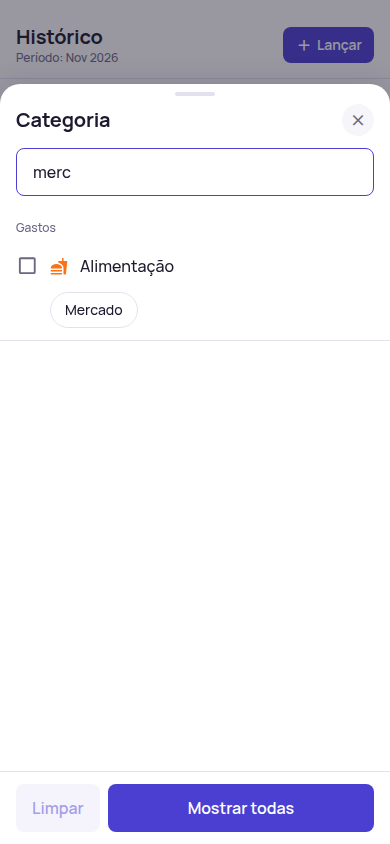 Histórico
Período: Nov 2026
Lançar
Categoria
merc
Gastos
Alimentação
Mercado
Limpar
Mostrar todas